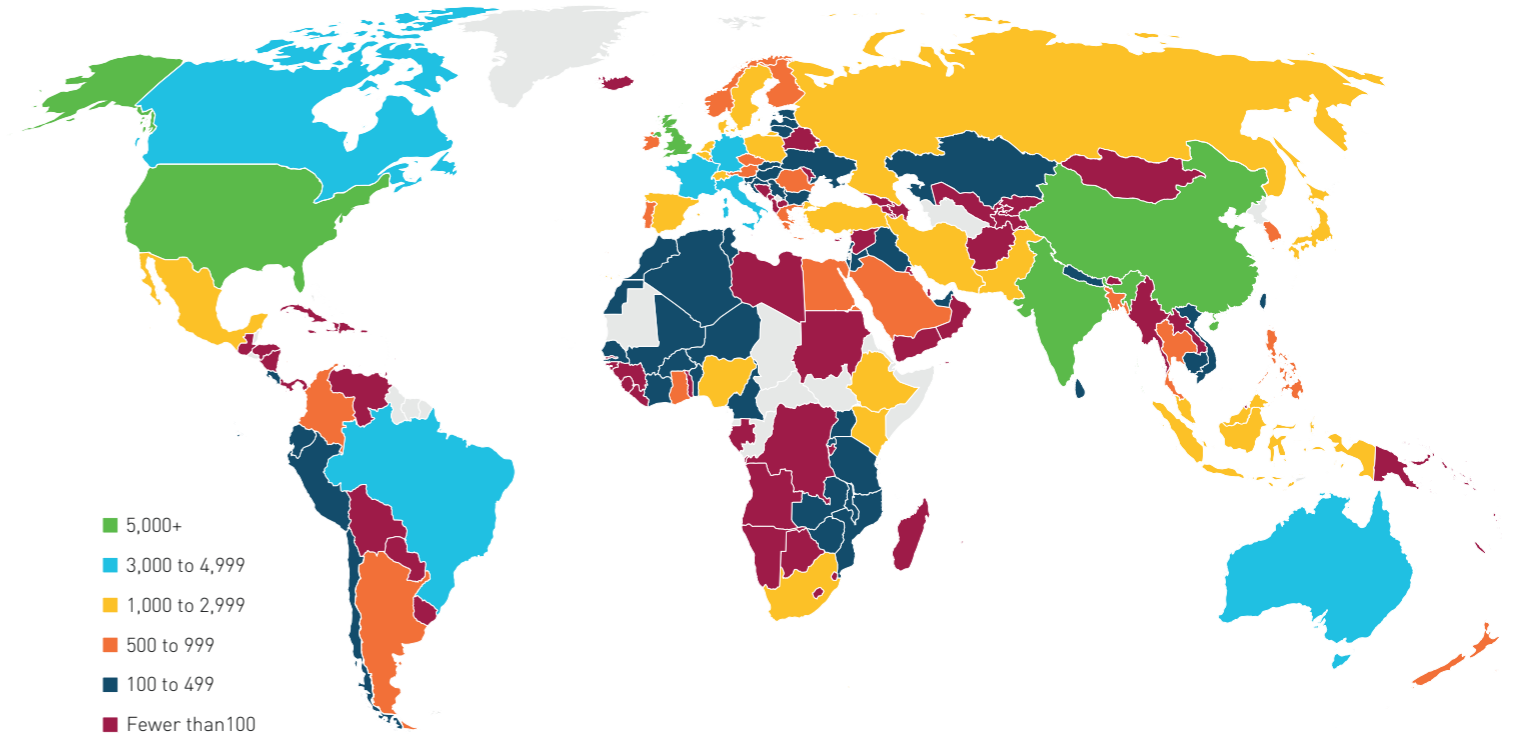 5,000+
3,000 to 4,999
1,000 to 2,999
500 to 999
100 to 499
Fewer than100